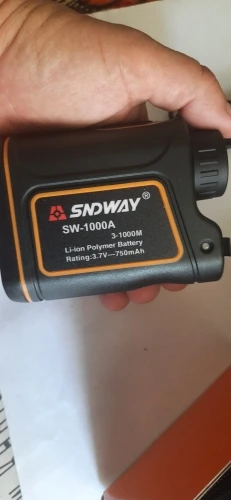 SNDWAY®
SW-1000A
3-1000M
Li-ion Polymer Battery
Rating:3.7V---750mAh